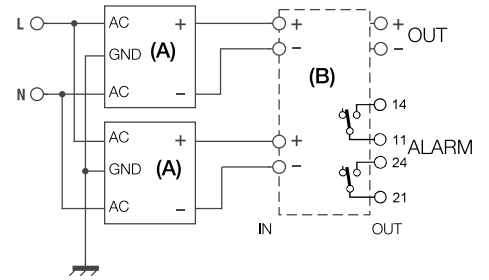 L AC + + + OUT
GND (A)
N AC - - -
(B)
AC + + 14
GND (A) 11 ALARM
AC - - 24
21
IN OUT